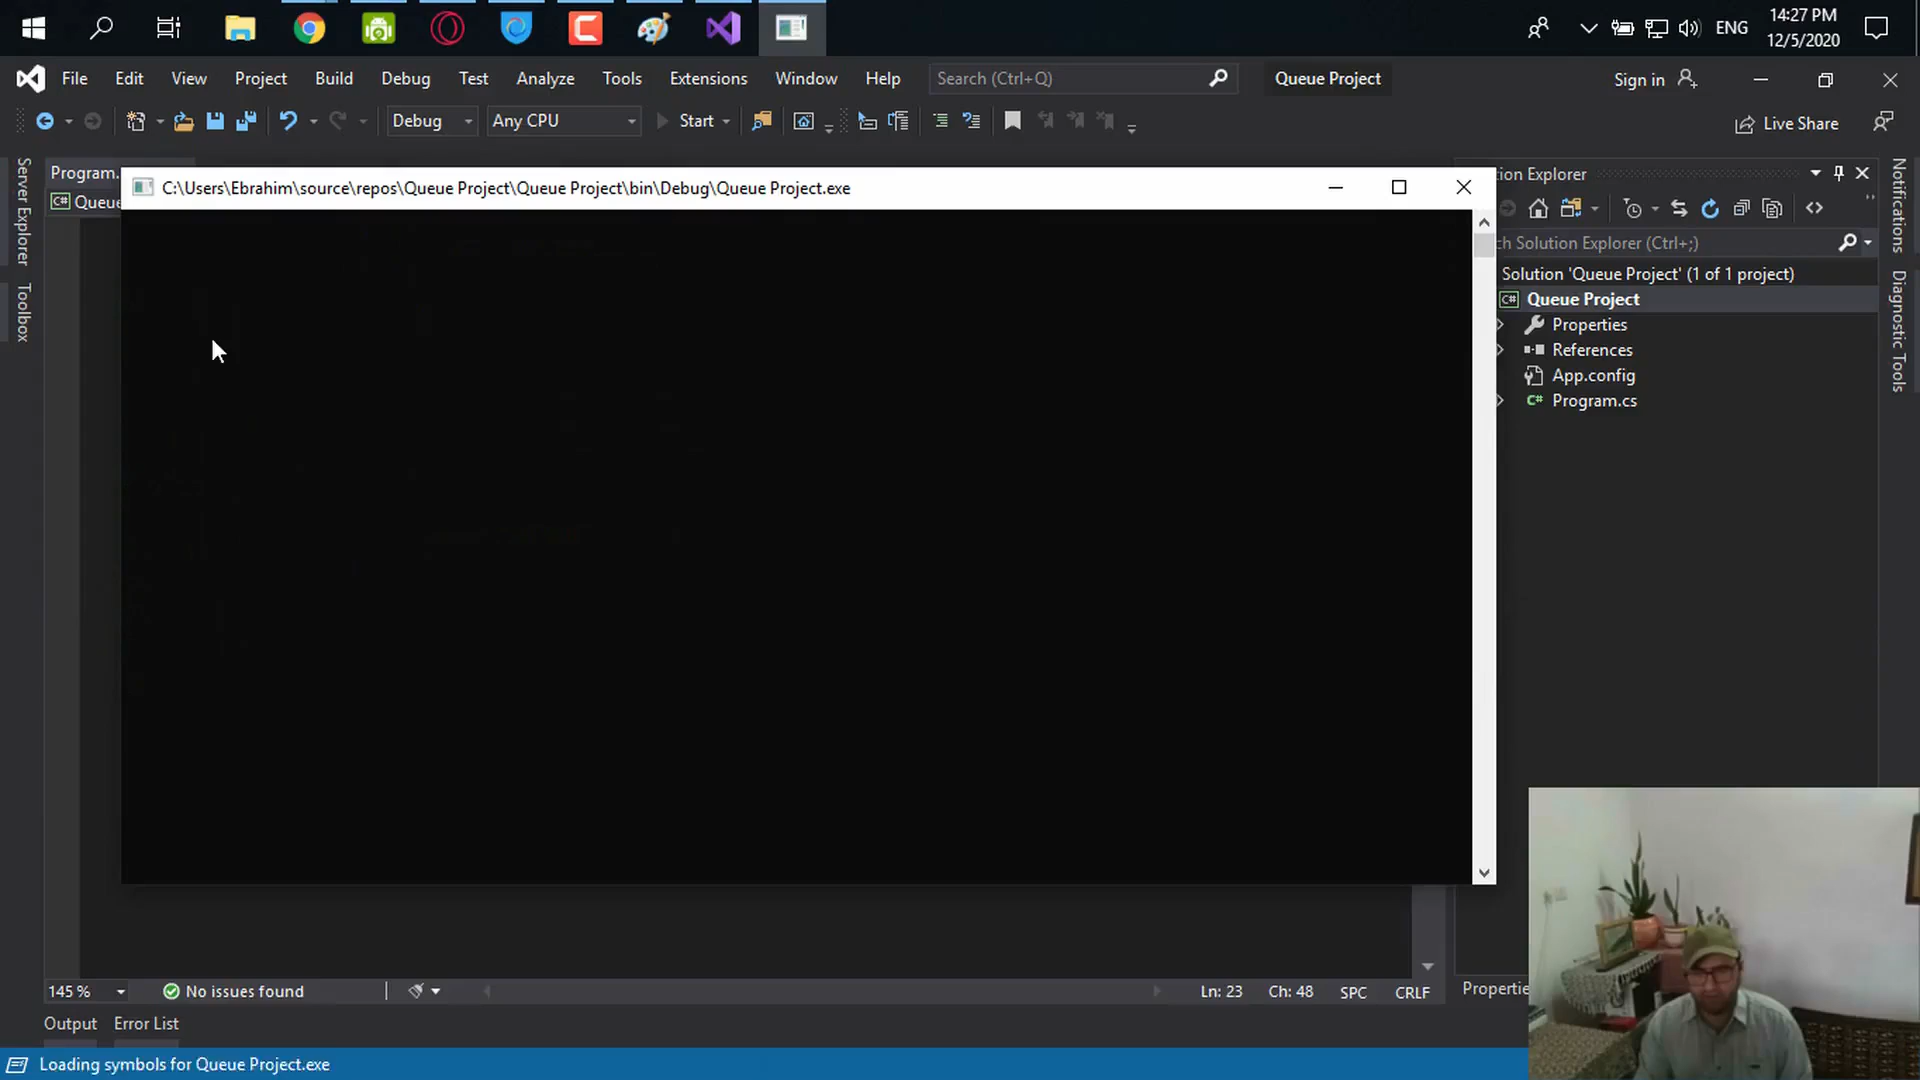 14:27 PM
ENG
12/5/2020
File Edit View Project Build Debug Test Analyze Tools Extensions Window Help Search (Ctrl+Q) Queue Project Sign in
Debug Any CPU Start Live Share
Program.
C:\Users\Ebrahim\source\repos\Queue Project\Queue Project\bin\Debug\Queue Project.exe
ion Explorer
C# Queue
ch Solution Explorer (Ctrl+;)
Solution 'Queue Project' (1 of 1 project)
C# Queue Project
Properties
References
App.config
C# Program.cs
Server Explorer
Toolbox
Notifications
Diagnostic Tools
145 % No issues found Ln: 23 Ch: 48 SPC CRLF
Propertie
Output Error List
Loading symbols for Queue Project.exe